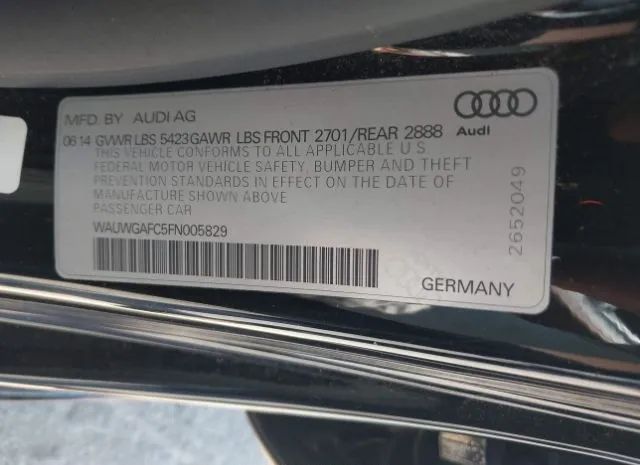 MFD. BY AUDI AG
06 14 GVWR LBS 5423 GAWR LBS FRONT 2701/REAR 2888
THIS VEHICLE CONFORMS TO ALL APPLICABLE U.S.
FEDERAL MOTOR VEHICLE SAFETY, BUMPER AND THEFT
PREVENTION STANDARDS IN EFFECT ON THE DATE OF
MANUFACTURE SHOWN ABOVE
PASSENGER CAR
WAUWGAFC5FN005829
GERMANY
Audi
2652049